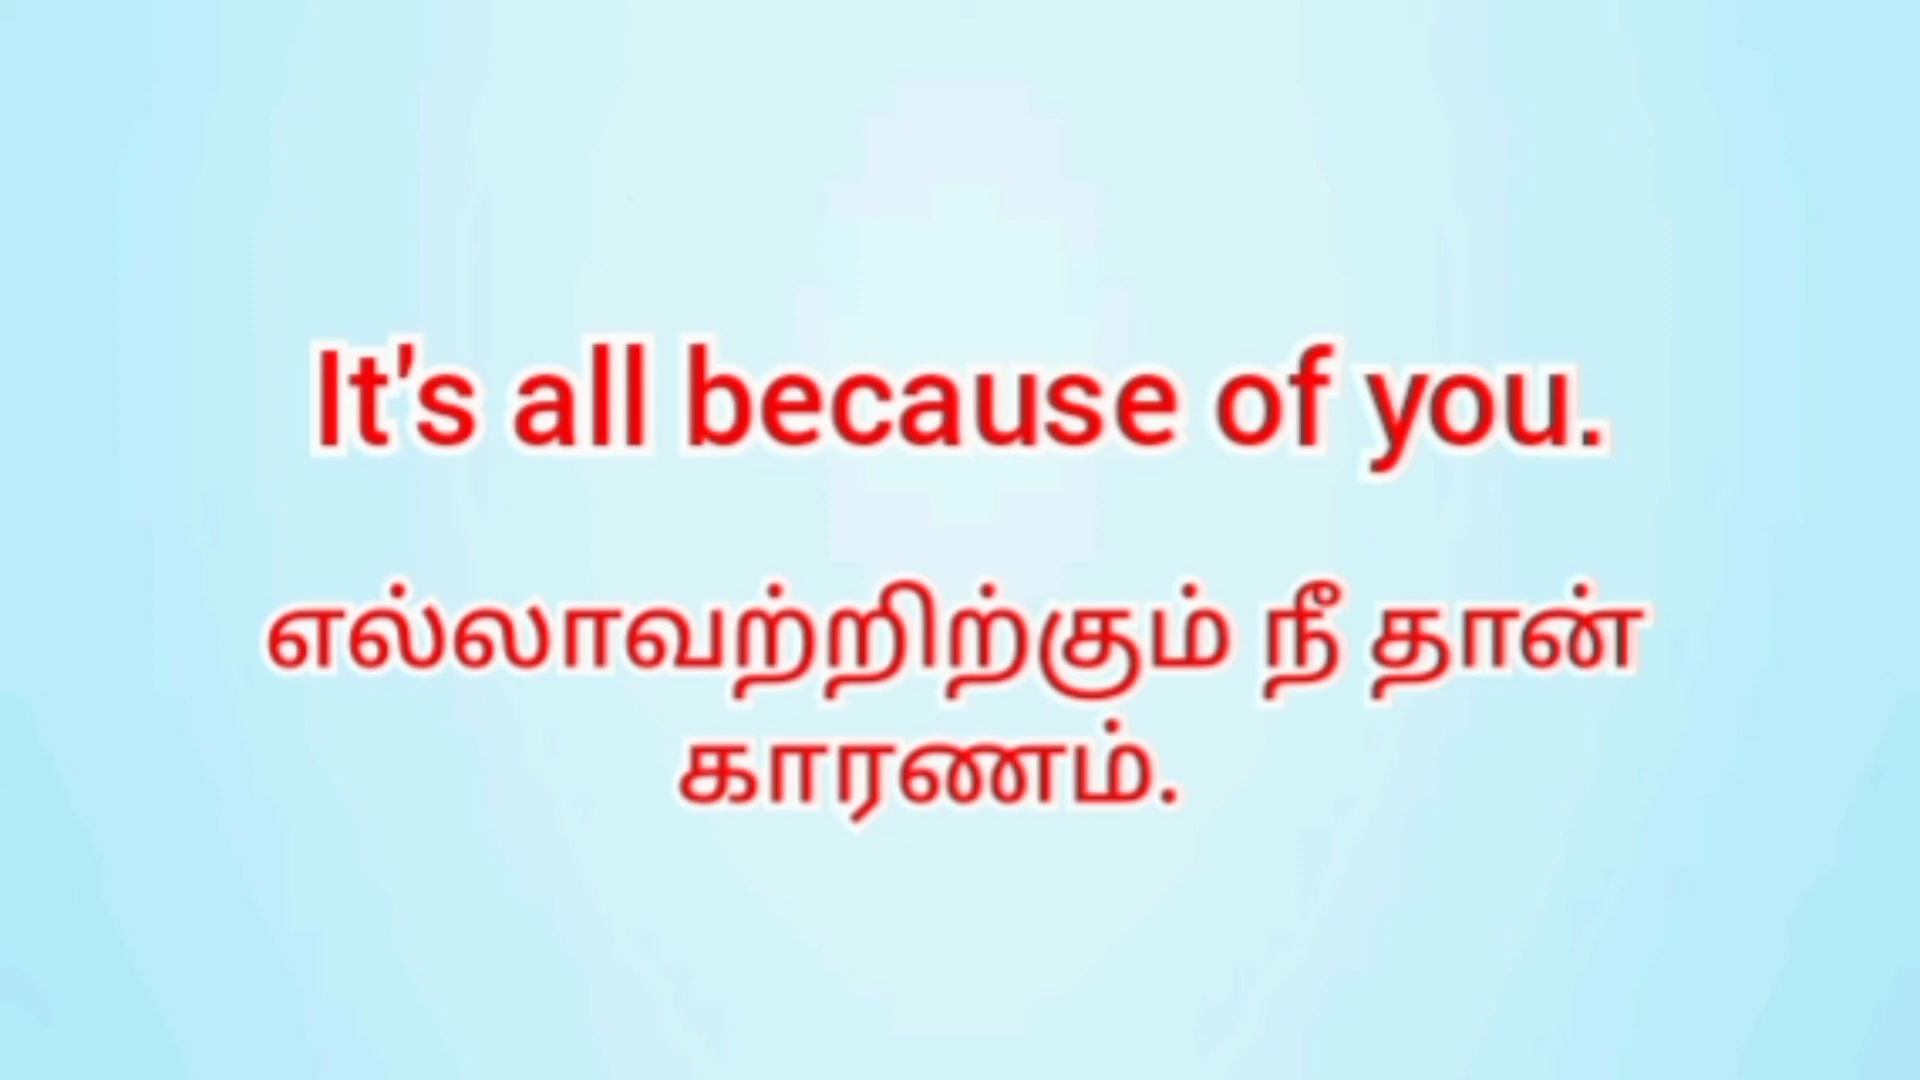 It's all because of you.
எல்லாவற்றிற்கும் நீ தான்
காரணம்.